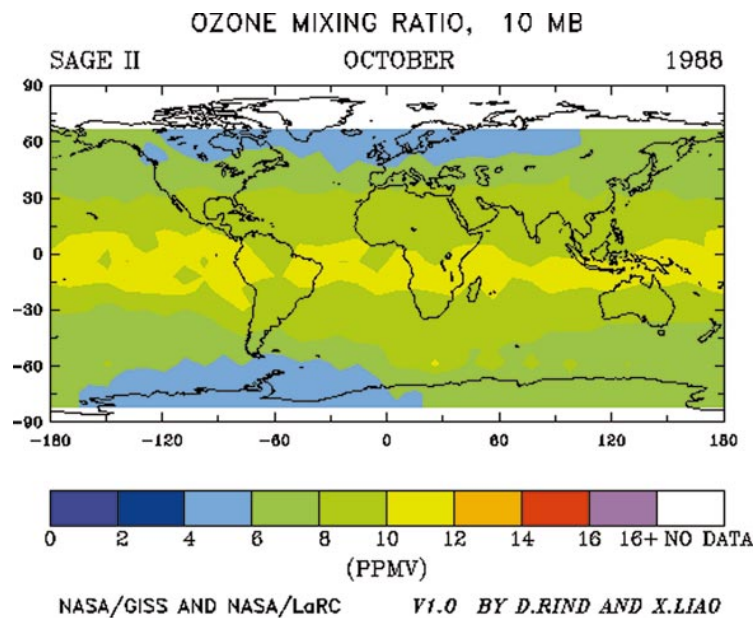 OZONE MIXING RATIO, 10 MB
SAGE II OCTOBER 1988
90
60
30
0
-30
-60
-90
-180 -120 -60 0 60 120 180
0 2 4 6 8 10 12 14 16 16+ NO DATA
(PPMV)
NASA/GISS AND NASA/LaRC V1.0 BY D.RIND AND X.LIAO